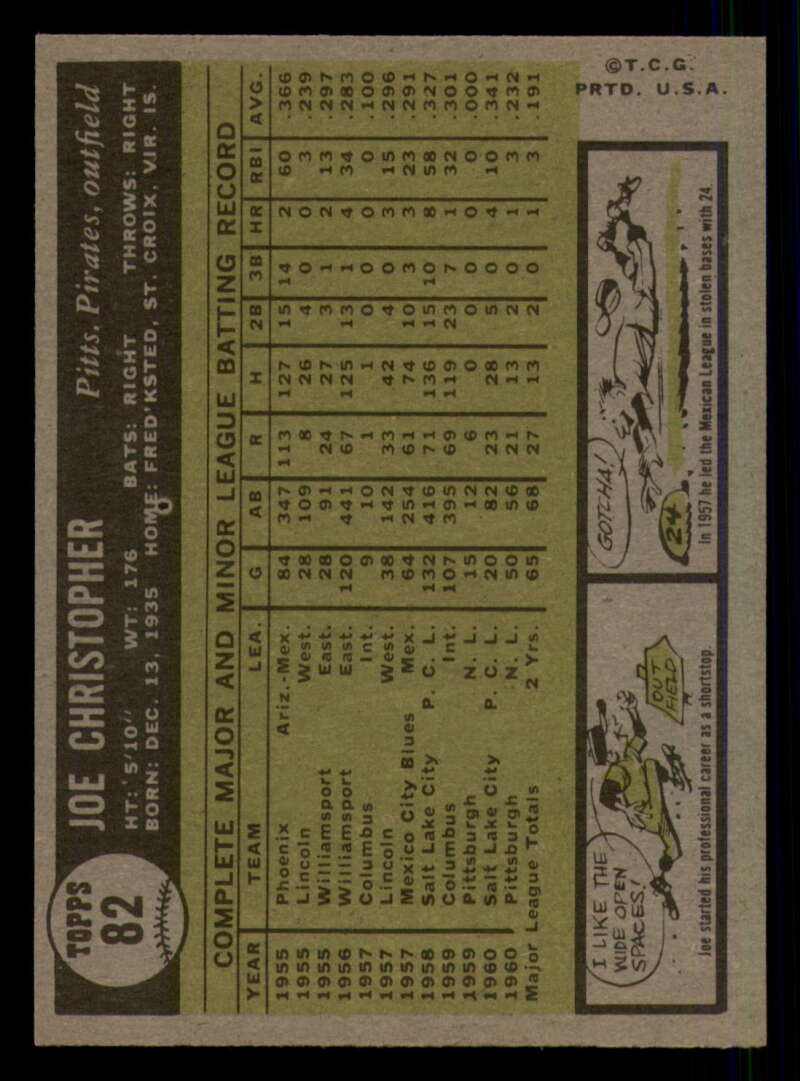 TOPPS
82
JOE CHRISTOPHER
Pitts. Pirates, outfield
HT: 5'10" WT: 176 BATS: RIGHT THROWS: RIGHT
BORN: DEC. 13, 1935 HOME: FRED'KSTED, ST. CROIX, VIR. IS.
COMPLETE MAJOR AND MINOR LEAGUE BATTING RECORD
YEAR TEAM LEA. G AB R H 2B 3B HR RBI AVG.
1955 Phoenix Ariz.-Mex. 84 347 113 127 15 14 2 60 .366
1955 Lincoln West. 28 109 8 26 4 0 0 3 .239
1955 Williamsport East. 28 91 24 27 3 1 2 13 .297
1956 Williamsport East. 120 441 67 125 13 1 4 34 .283
1957 Columbus Int. 9 10 1 1 0 0 0 0 .100
1957 Lincoln West. 38 142 33 42 4 0 3 15 .296
1957 Mexico City Blues Mex. 64 254 61 74 10 3 3 23 .291
1958 Salt Lake City P. C. L. 132 416 71 136 15 10 8 58 .327
1959 Columbus Int. 107 395 69 119 23 7 1 32 .301
1959 Pittsburgh N. L. 15 12 6 0 0 0 0 0 .000
1960 Salt Lake City P. C. L. 20 82 23 28 5 0 4 10 .341
1960 Pittsburgh N. L. 50 56 21 13 2 0 1 3 .232
Major League Totals 2 Yrs. 65 68 27 13 2 0 1 3 .191
I LIKE THE
WIDE OPEN
SPACES!
OUT
FIELD
Joe started his professional career as a shortstop.
GOTCHA!
24
In 1957 he led the Mexican League in stolen bases with 24.
©T.C.G.
PRTD. U.S.A.